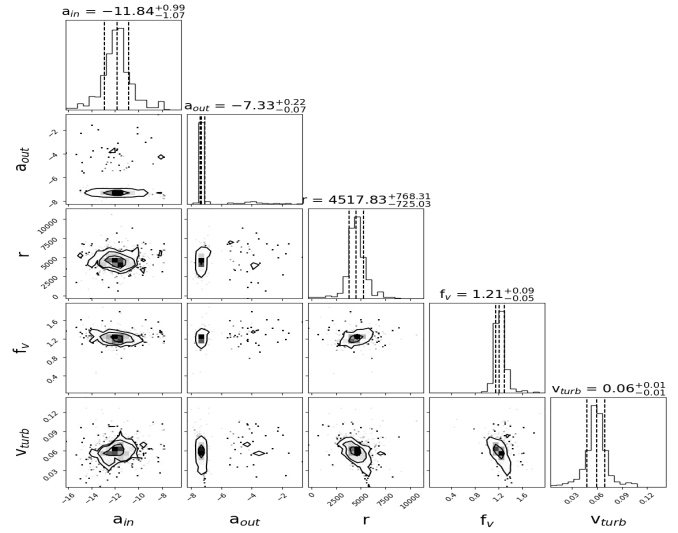 a_in = −11.84+0.99 −1.07
a_out = −7.33+0.22 −0.07
−2
−4
−6
−8
a_out
r = 4517.83+768.31 −725.03
10000
7500
5000
2500
0
r
f_v = 1.21+0.09 −0.05
1.6
1.2
0.8
0.4
f_v
v_turb = 0.06+0.01 −0.01
0.12
0.09
0.06
0.03
v_turb
−16 −14 −12 −10 −8 −8 −6 −4 −2 0 2500 5000 7500 10000 0.4 0.8 1.2 1.6 0.03 0.06 0.09 0.12
a_in a_out r f_v v_turb